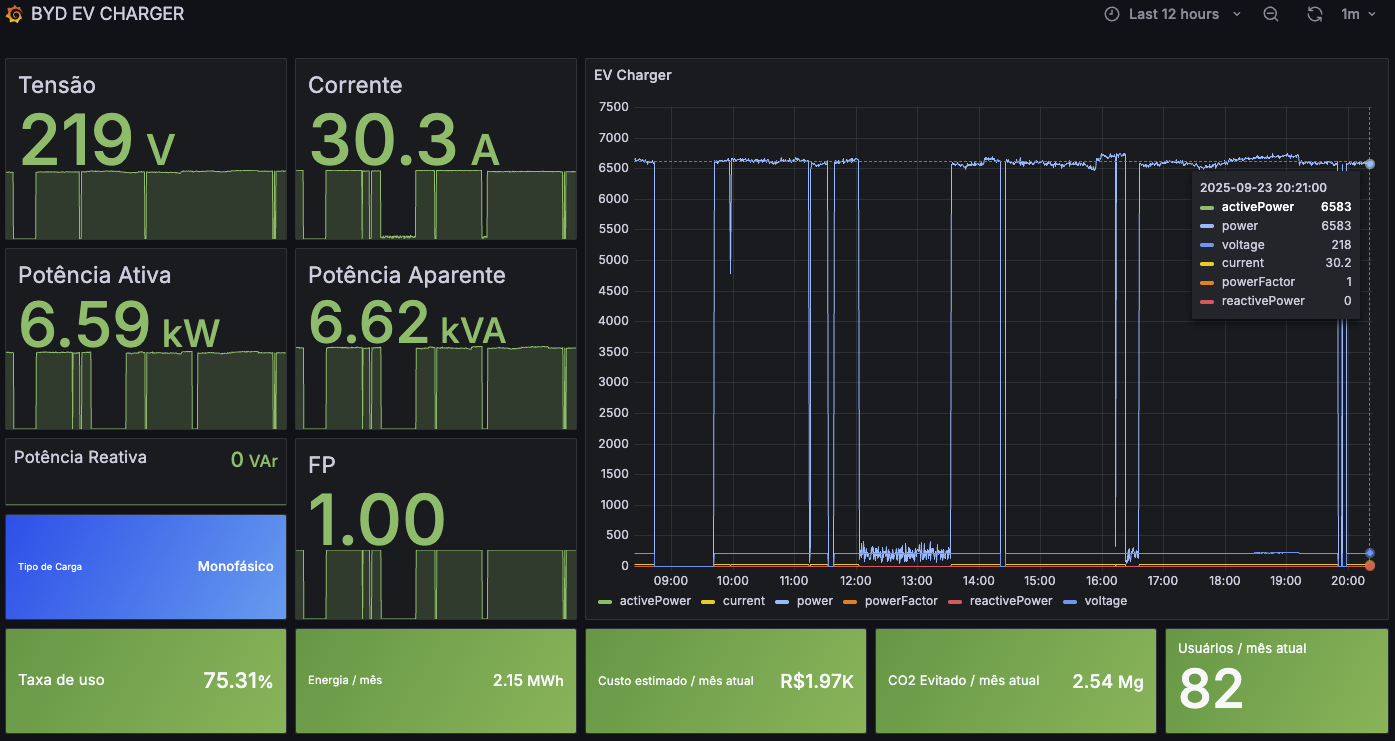 BYD EV CHARGER
Last 12 hours
1m
Tensão
219 V
Corrente
30.3 A
Potência Ativa
6.59 kW
Potência Aparente
6.62 kVA
Potência Reativa
0 VAr
FP
1.00
Tipo de Carga
Monofásico
EV Charger
7500
7000
6500
6000
5500
5000
4500
4000
3500
3000
2500
2000
1500
1000
500
0
09:00 10:00 11:00 12:00 13:00 14:00 15:00 16:00 17:00 18:00 19:00 20:00
2025-09-23 20:21:00
activePower 6583
power 6583
voltage 218
current 30.2
powerFactor 1
reactivePower 0
activePower current power powerFactor reactivePower voltage
Taxa de uso
75.31%
Energia / mês
2.15 MWh
Custo estimado / mês atual
R$1.97K
CO2 Evitado / mês atual
2.54 Mg
Usuários / mês atual
82